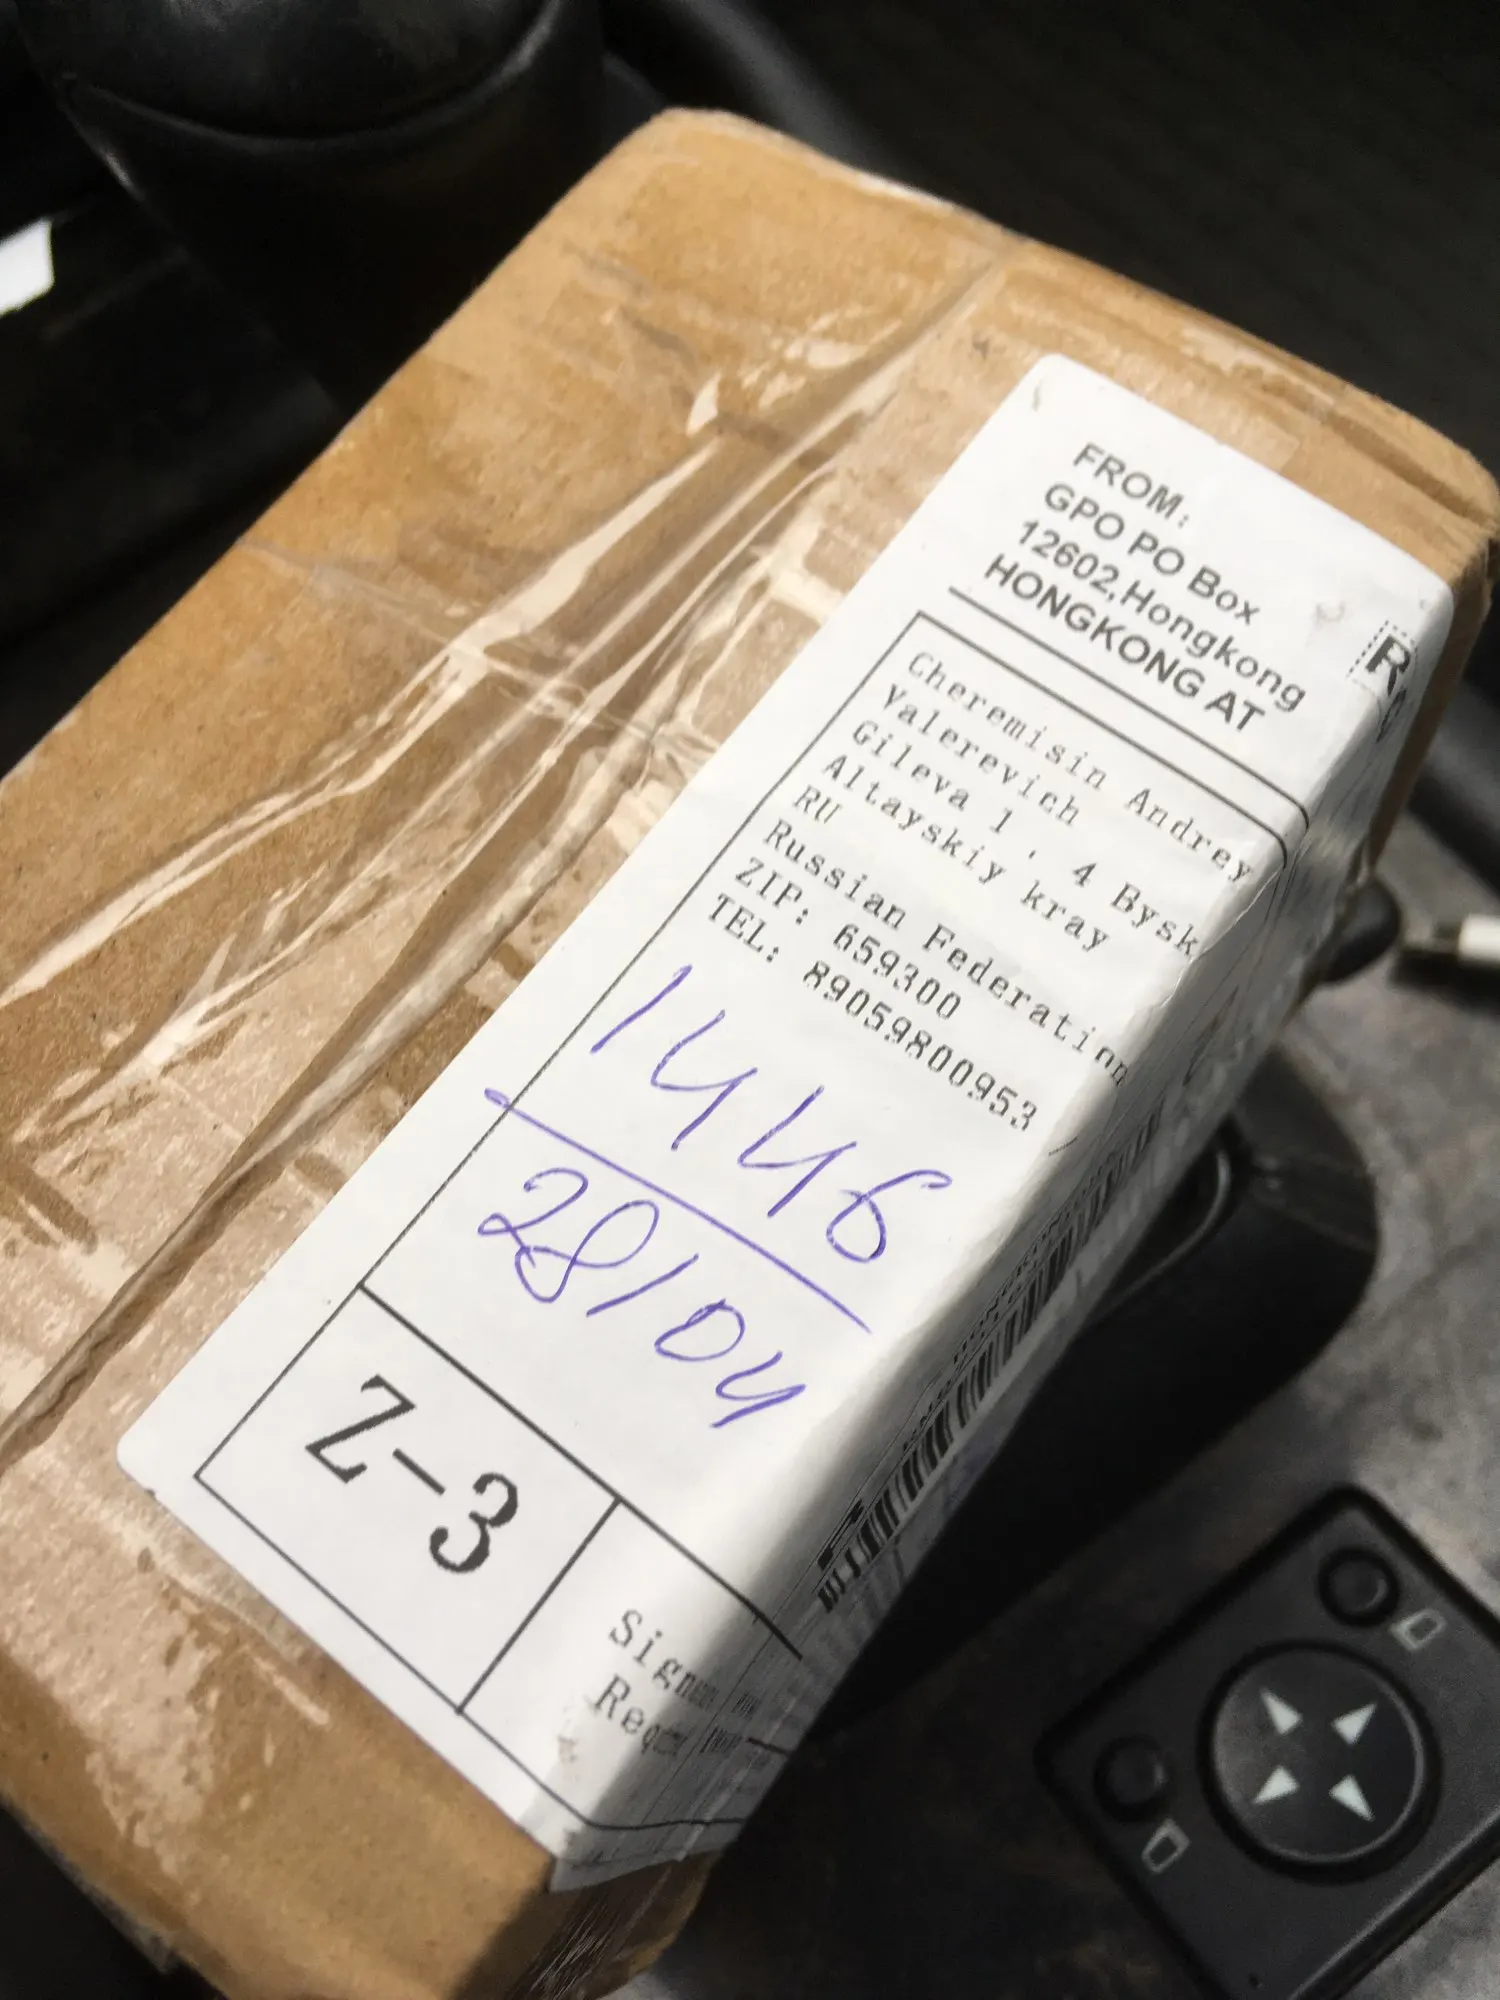 FROM:
GPO PO Box
12602,Hongkong
HONGKONG AT
R
Cheremisin Andrey
Valerevich
Gileva 1 , 4 Bysk
Altayskiy kray
RU
Russian Federation
ZIP: 659300
TEL: 89059800953
1446
28/04
Z-3